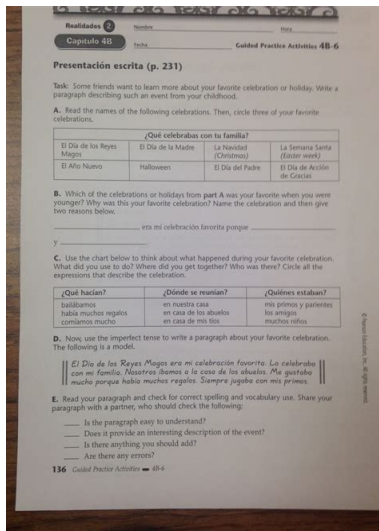 Realidades 2
Nombre
Hora
Capítulo 4B
Fecha
Guided Practice Activities 4B-6
Presentación escrita (p. 231)
Task: Some friends want to learn more about your favorite celebration or holiday. Write a
paragraph describing such an event from your childhood.
A. Read the names of the following celebrations. Then, circle three of your favorite
celebrations.
¿Qué celebrabas con tu familia?
El Día de los Reyes
Magos
El Día de la Madre
La Navidad
(Christmas)
La Semana Santa
(Easter week)
El Año Nuevo
Halloween
El Día del Padre
El Día de Acción
de Gracias
B. Which of the celebrations or holidays from part A was your favorite when you were
younger? Why was this your favorite celebration? Name the celebration and then give
two reasons below.
era mi celebración favorita porque
y
C. Use the chart below to think about what happened during your favorite celebration.
What did you use to do? Where did you get together? Who was there? Circle all the
expressions that describe the celebration.
¿Qué hacían?
¿Dónde se reunían?
¿Quiénes estaban?
bailábamos
en nuestra casa
mis primos y parientes
había muchos regalos
en casa de los abuelos
los amigos
comíamos mucho
en casa de mis tíos
muchos niños
D. Now, use the imperfect tense to write a paragraph about your favorite celebration.
The following is a model.
El Día de los Reyes Magos era mi celebración favorita. La celebraba
con mi familia. Nosotros íbamos a la casa de los abuelos. Me gustaba
mucho porque había muchos regalos. Siempre jugaba con mis primos.
E. Read your paragraph and check for correct spelling and vocabulary use. Share your
paragraph with a partner, who should check the following:
Is the paragraph easy to understand?
Does it provide an interesting description of the event?
Is there anything you should add?
Are there any errors?
136 Guided Practice Activities 4B-6
© Pearson Education, Inc. All rights reserved.